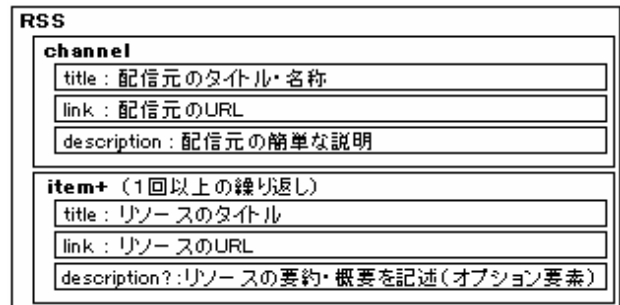 RSS
channel
title : 配信元のタイトル・名称
link : 配信元のURL
description : 配信元の簡単な説明
item+ (1回以上の繰り返し)
title : リソースのタイトル
link : リソースのURL
description? :リソースの要約・概要を記述(オプション要素)